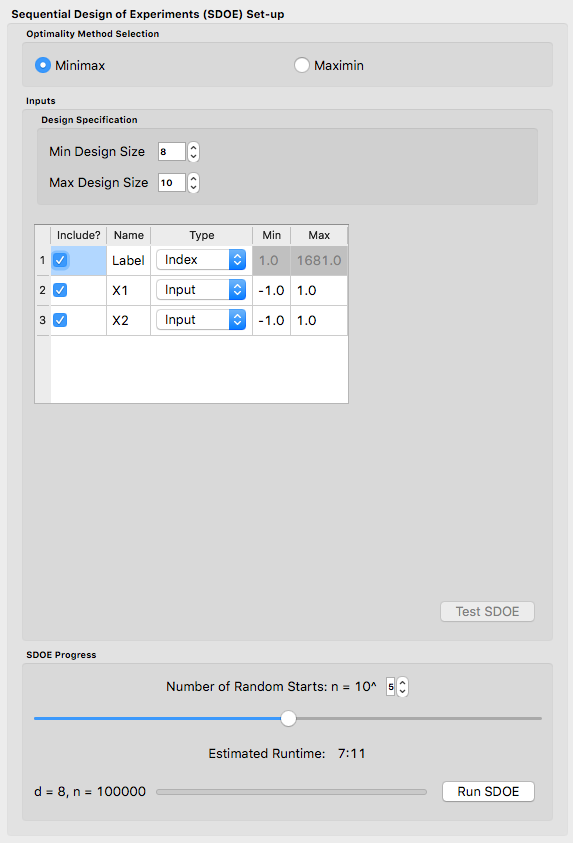 Sequential Design of Experiments (SDOE) Set-up
Optimality Method Selection
Minimax Maximin
Inputs
Design Specification
Min Design Size 8
Max Design Size 10
Include? Name Type Min Max
1 Label Index 1.0 1681.0
2 X1 Input -1.0 1.0
3 X2 Input -1.0 1.0
Test SDOE
SDOE Progress
Number of Random Starts: n = 10^ 5
Estimated Runtime: 7:11
d = 8, n = 100000 Run SDOE